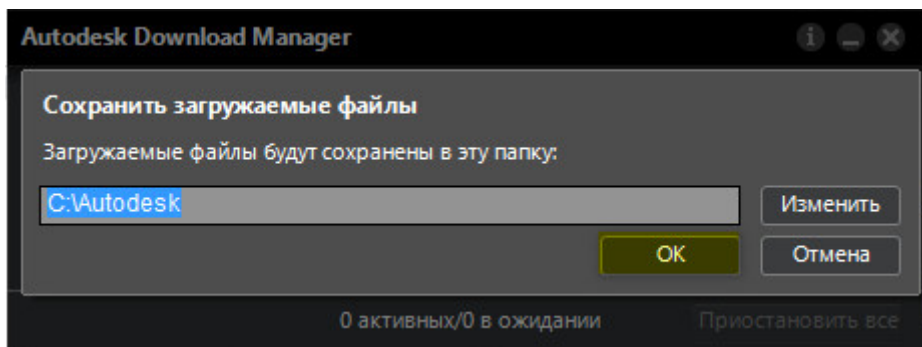 Autodesk Download Manager
Сохранить загружаемые файлы
Загружаемые файлы будут сохранены в эту папку:
C:\Autodesk
Изменить
ОК
Отмена
0 активных/0 в ожидании
Приостановить все